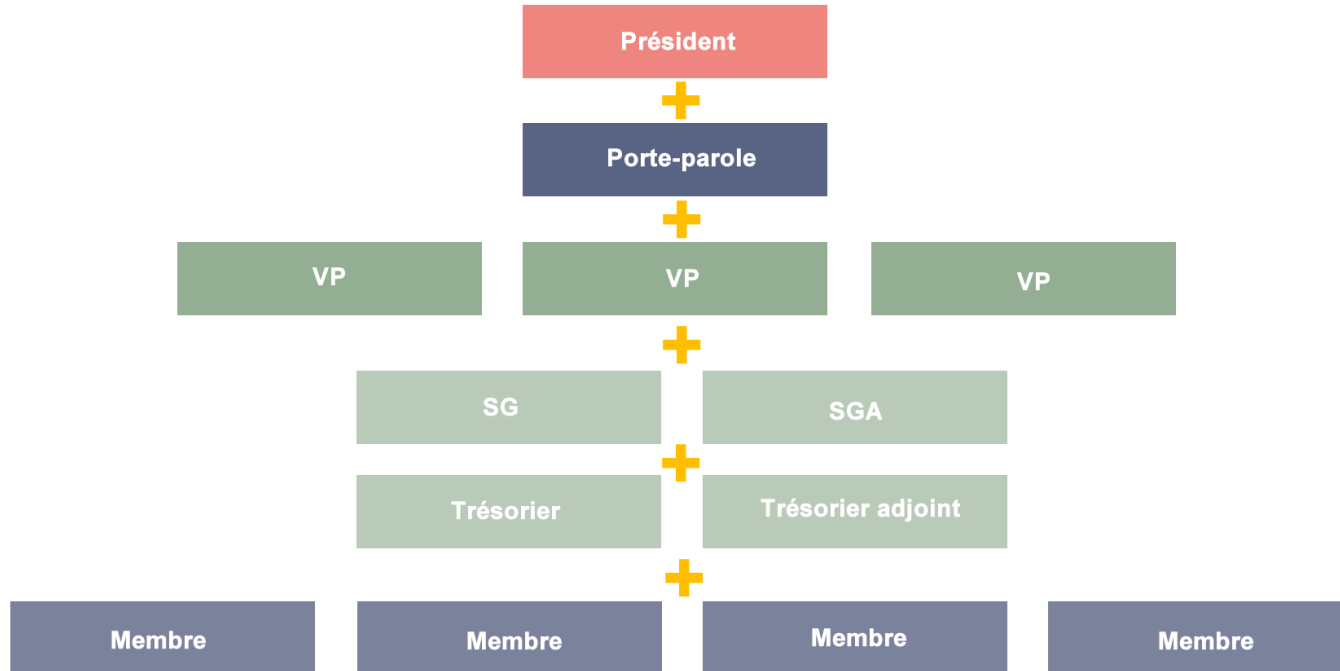 Président
Porte-parole
VP
VP
VP
SG
SGA
Trésorier
Trésorier adjoint
Membre
Membre
Membre
Membre